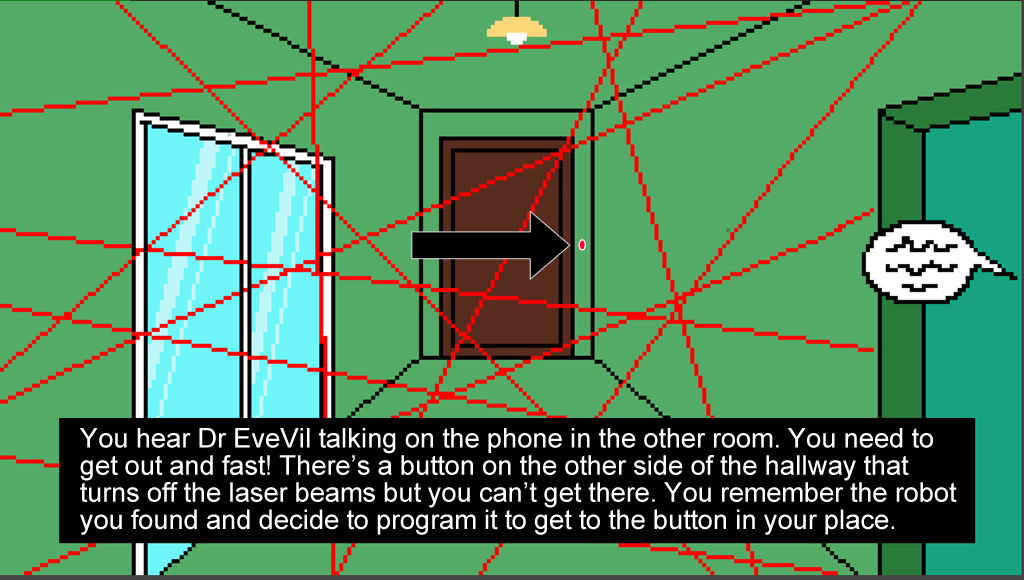 You hear Dr EveVil talking on the phone in the other room. You need to
get out and fast! There’s a button on the other side of the hallway that
turns off the laser beams but you can’t get there. You remember the robot
you found and decide to program it to get to the button in your place.